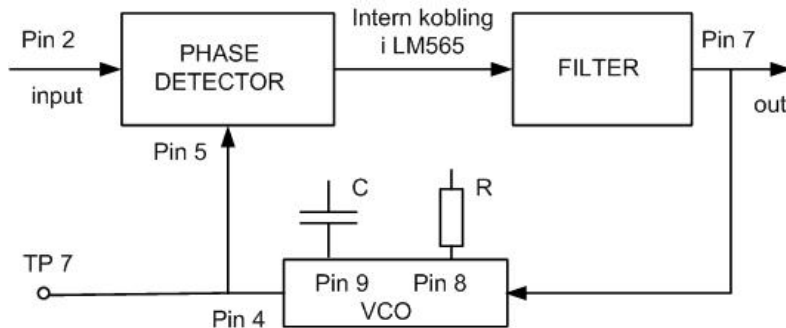 Pin 2
input
PHASE
DETECTOR
Intern kobling
i LM565
FILTER
Pin 7
out
Pin 5
C
R
TP 7
Pin 4
Pin 9
Pin 8
VCO